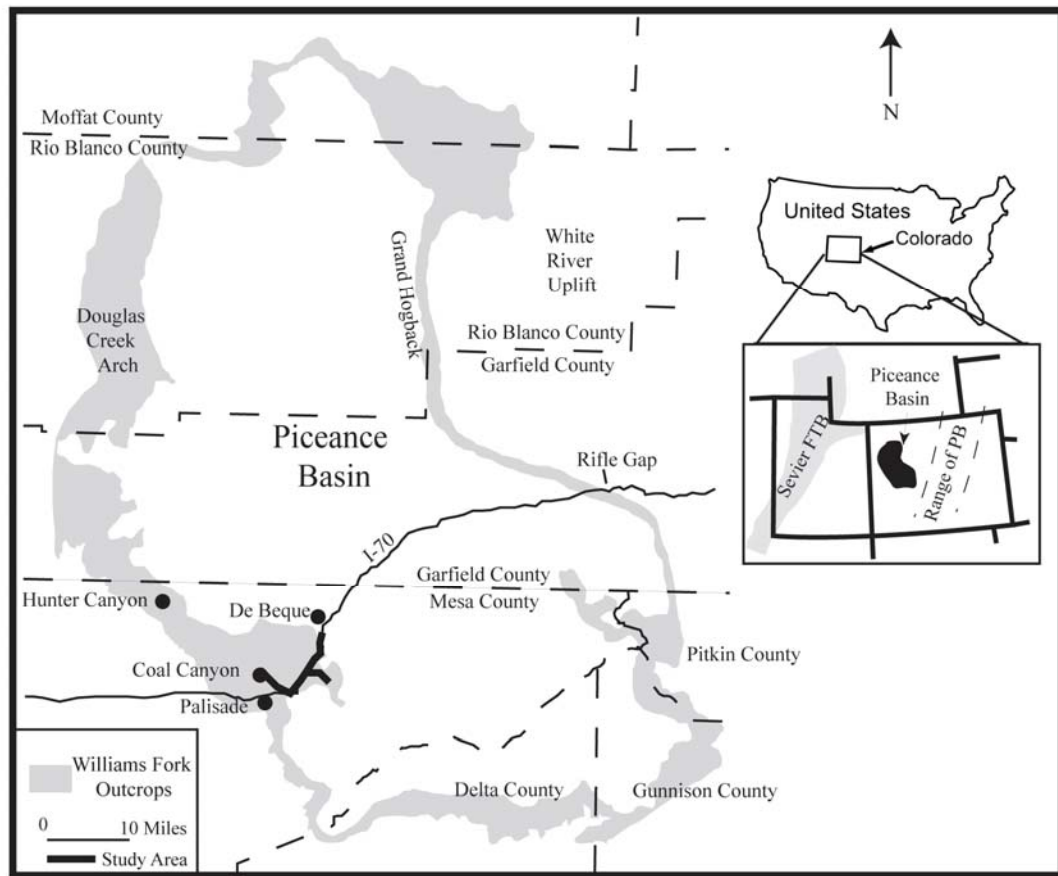 Moffat County
Rio Blanco County
N
United States
Colorado
Grand Hogback
White
River
Uplift
Douglas
Creek
Arch
Rio Blanco County
Garfield County
Piceance
Basin
Sevier FTB
Range of PB
Piceance
Basin
Rifle Gap
I-70
Garfield County
Mesa County
Hunter Canyon
De Beque
Coal Canyon
Pitkin County
Palisade
Williams Fork
Outcrops
Delta County
Gunnison County
0 10 Miles
Study Area